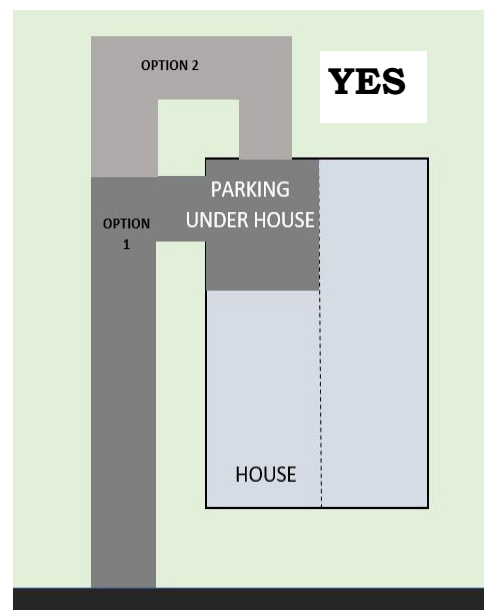 OPTION 2
YES
PARKING
UNDER HOUSE
OPTION
1
HOUSE